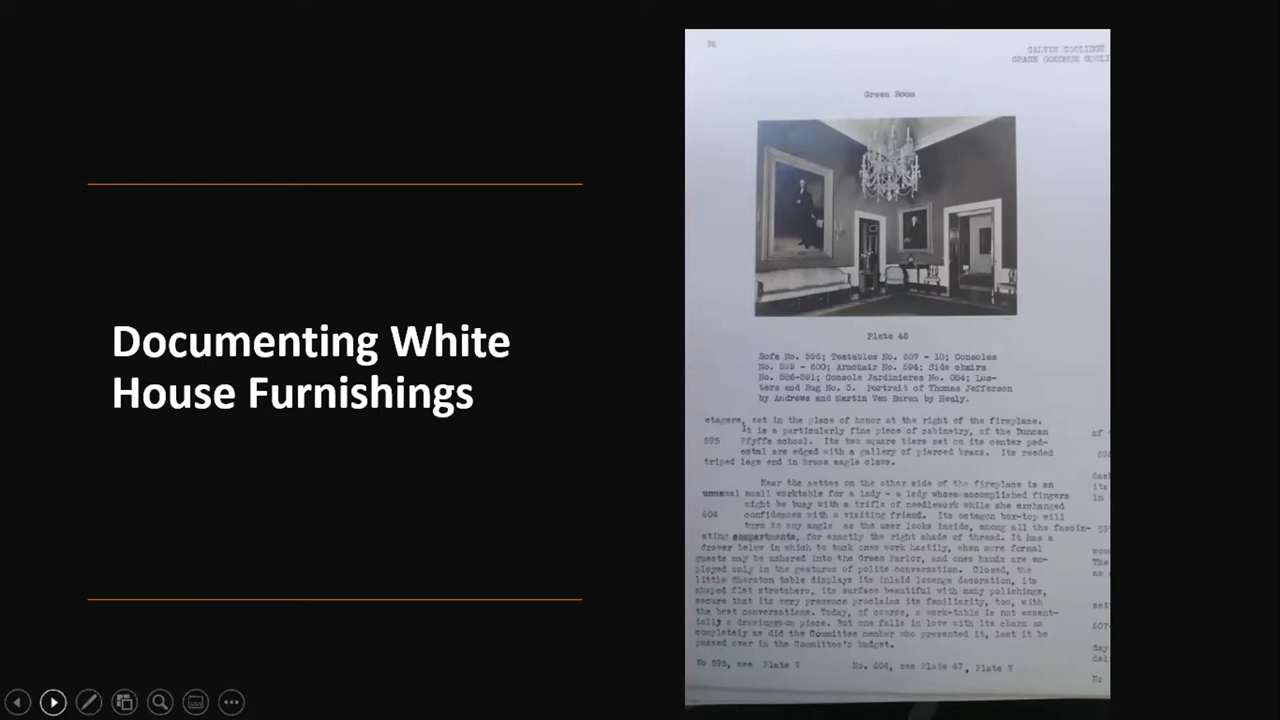 Documenting White
House Furnishings
76
CALVIN COOLIDGE
GRACE GOODHUE COOLI
Green Room
Plate 46
Sofa No. 596; Teatables No. 607 - 10; Consoles
No. 599 - 600; Armchair No. 594; Side chairs
No. 586-591; Console Jardinieres No. 084; Lus-
ters and Rug No. 3. Portrait of Thomas Jefferson
by Andrews and Martin Van Buren by Healy.
etagere, set in the place of honor at the right of the fireplace.
It is a particularly fine piece of cabinetry, of the Duncan
595 Pfyffe school. Its two square tiers set on its center ped-
estal are edged with a gallery of pierced brass. Its reeded
triped legs end in brass eagle claws.
Near the settee on the other side of the fireplace is an
unusual small worktable for a lady - a lady whose accomplished fingers
might be busy with a trifle of needlework while she exchanged
604 confidences with a visiting friend. Its octagon box-top will
turn to any angle as the user looks inside, among all the fascin-
ating compartments, for exactly the right shade of thread. It has a
drawer below in which to tuck ones work hastily, when more formal
guests may be ushered into the Green Parlor, and ones hands are em-
ployed only in the gestures of polite conversation. Closed, the
little Sheraton table displays its inlaid lozenge decoration, its
shaped flat stretchers, its surface beautiful with many polishings,
secure that its very presence proclaims its familiarity, too, with
the best conversations. Today, of course, a work-table is not essent-
ially a drawingroom piece. But one falls in love with its charm as
completely as did the Committee member who presented it, lest it be
passed over in the Committee's budget.
No 595, see Plate V No. 604, see Plate 47, Plate V
of
its
in
as
set
607
day
No